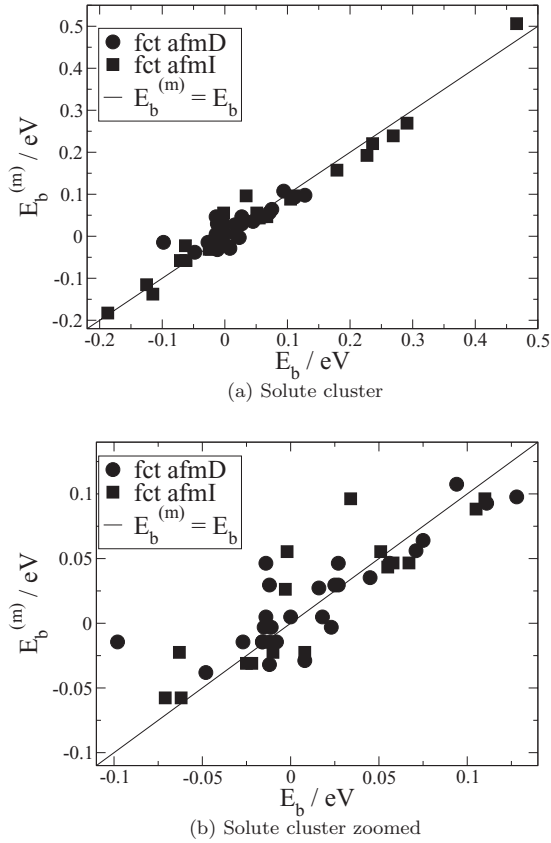 0.5
0.4
0.3
0.2
0.1
0
-0.1
-0.2
E_b^(m) / eV
fct afmD
fct afmI
E_b^(m) = E_b
-0.2 -0.1 0 0.1 0.2 0.3 0.4 0.5
E_b / eV
(a) Solute cluster
0.1
0.05
0
-0.05
-0.1
E_b^(m) / eV
fct afmD
fct afmI
E_b^(m) = E_b
-0.1 -0.05 0 0.05 0.1
E_b / eV
(b) Solute cluster zoomed